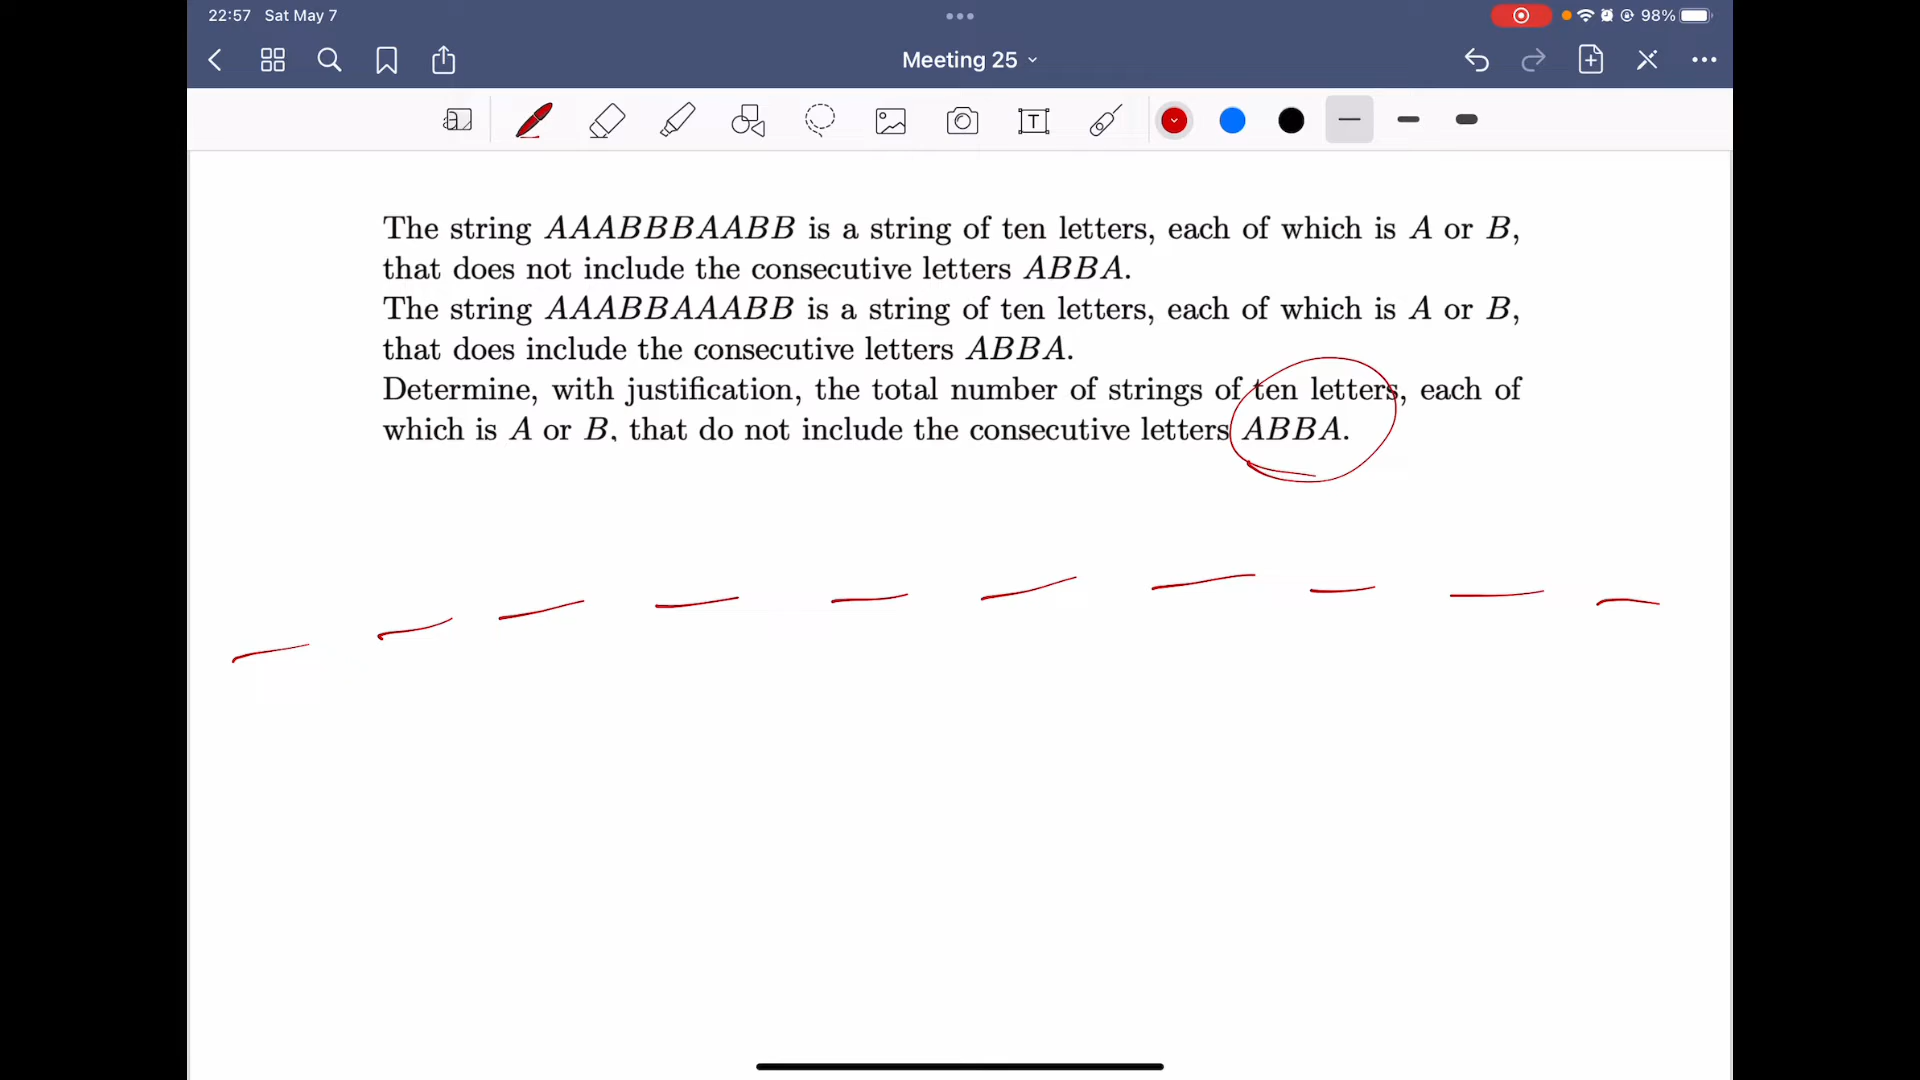 22:57 Sat May 7
98%
Meeting 25
a
T
The string AAABBBAABB is a string of ten letters, each of which is A or B,
that does not include the consecutive letters ABBA.
The string AAABBAAABB is a string of ten letters, each of which is A or B,
that does include the consecutive letters ABBA.
Determine, with justification, the total number of strings of ten letters, each of
which is A or B, that do not include the consecutive letters ABBA.